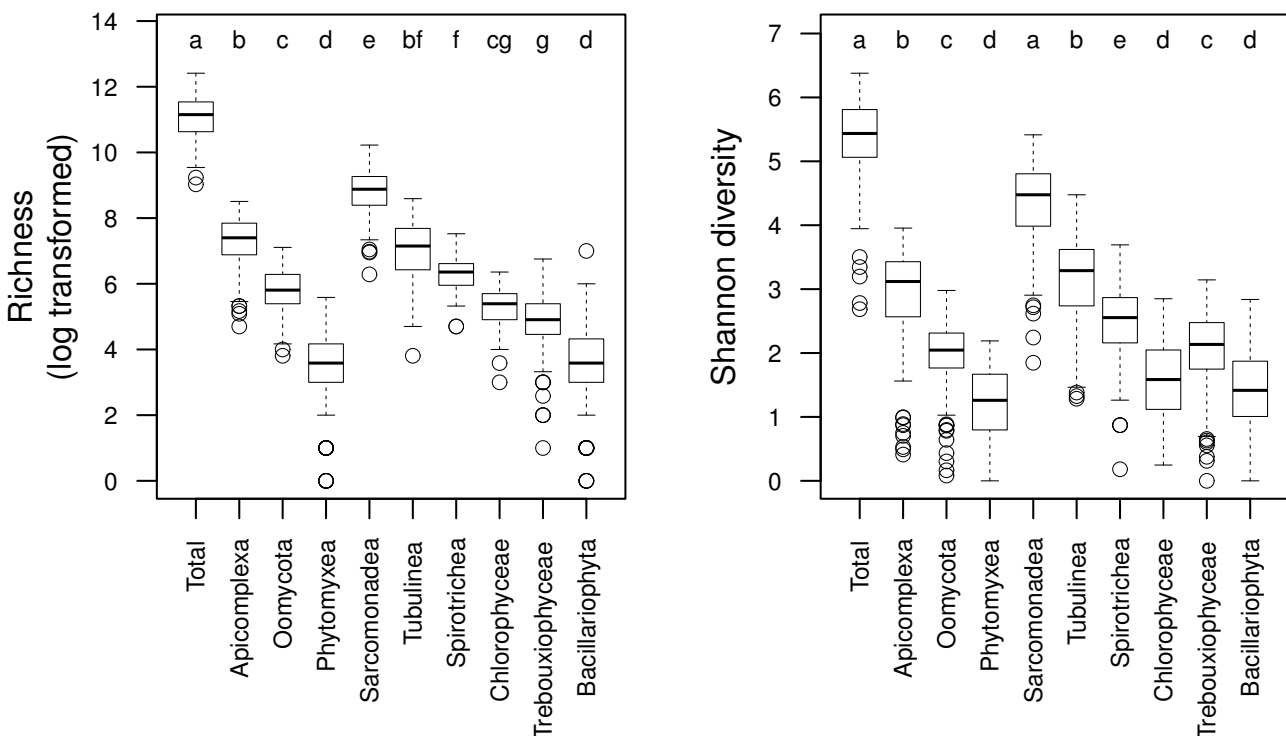 Richness
(log transformed)
14
12
10
8
6
4
2
0
a b c d e bf f cg g d
Total
Apicomplexa
Oomycota
Phytomyxea
Sarcomonadea
Tubulinea
Spirotrichea
Chlorophyceae
Trebouxiophyceae
Bacillariophyta
Shannon diversity
7
6
5
4
3
2
1
0
a b c d a b e d c d
Total
Apicomplexa
Oomycota
Phytomyxea
Sarcomonadea
Tubulinea
Spirotrichea
Chlorophyceae
Trebouxiophyceae
Bacillariophyta